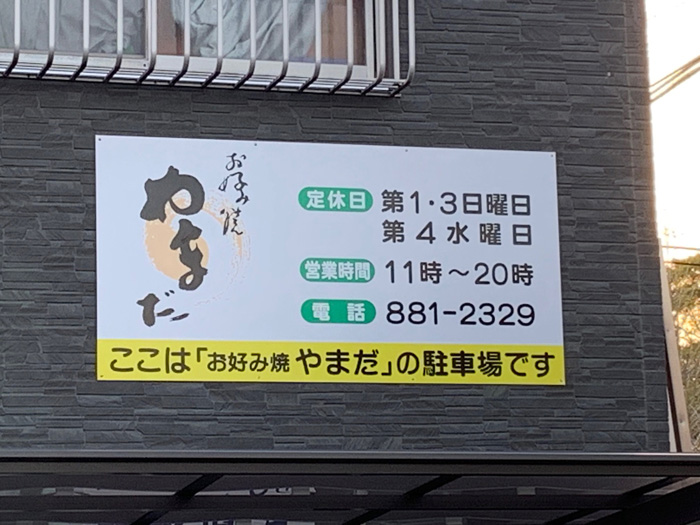 お好み焼
やまだ
定休日 第1・3日曜日
第4水曜日
営業時間 11時～20時
電話 881-2329
ここは「お好み焼 やまだ」の駐車場です